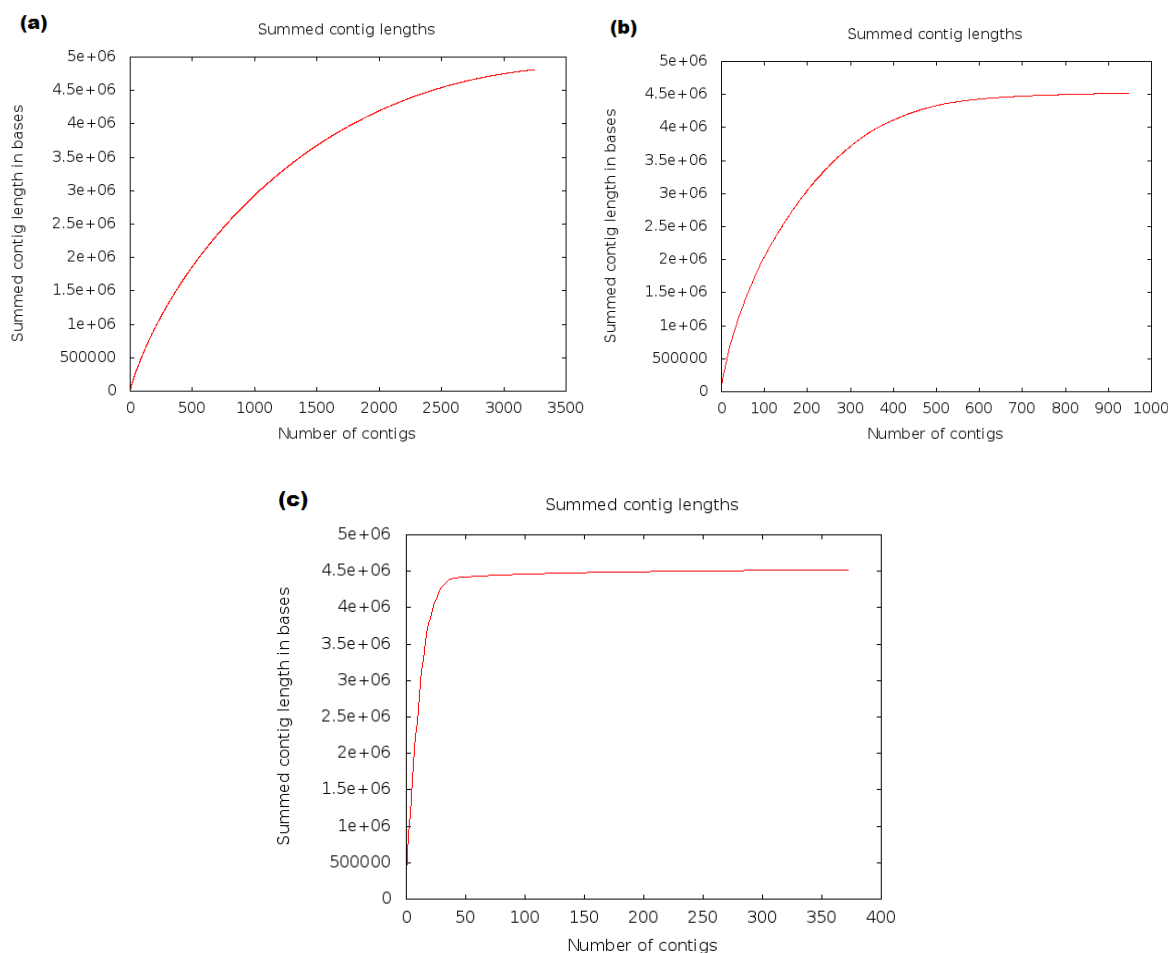 (a)
Summed contig lengths
5e+06
4.5e+06
4e+06
3.5e+06
3e+06
2.5e+06
2e+06
1.5e+06
1e+06
500000
0
0 500 1000 1500 2000 2500 3000 3500
Summed contig length in bases
Number of contigs
(b)
Summed contig lengths
5e+06
4.5e+06
4e+06
3.5e+06
3e+06
2.5e+06
2e+06
1.5e+06
1e+06
500000
0
0 100 200 300 400 500 600 700 800 900 1000
Summed contig length in bases
Number of contigs
(c)
Summed contig lengths
5e+06
4.5e+06
4e+06
3.5e+06
3e+06
2.5e+06
2e+06
1.5e+06
1e+06
500000
0
0 50 100 150 200 250 300 350 400
Summed contig length in bases
Number of contigs